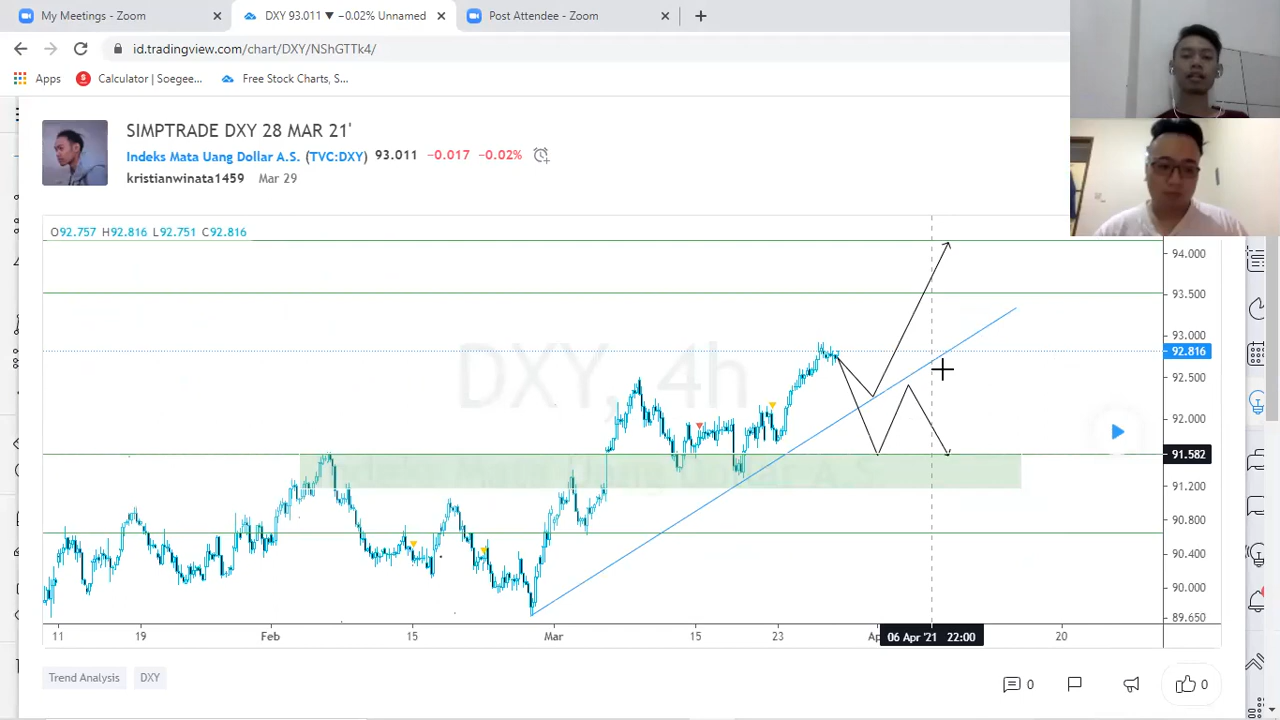 My Meetings - Zoom
DXY 93.011 ▼ −0.02% Unnamed
Post Attendee - Zoom
id.tradingview.com/chart/DXY/NShGTTk4/
Apps
Calculator | Soegee...
Free Stock Charts, S...
SIMPTRADE DXY 28 MAR 21'
Indeks Mata Uang Dollar A.S. (TVC:DXY) 93.011 −0.017 −0.02%
kristianwinata1459 Mar 29
O92.757 H92.816 L92.751 C92.816
DXY, 4h
94.000
93.500
93.000
92.816
92.500
92.000
91.582
91.200
90.800
90.400
90.000
89.650
11 19 Feb 15 Mar 15 23 Ap 06 Apr '21 22:00 20
Trend Analysis DXY
0 0